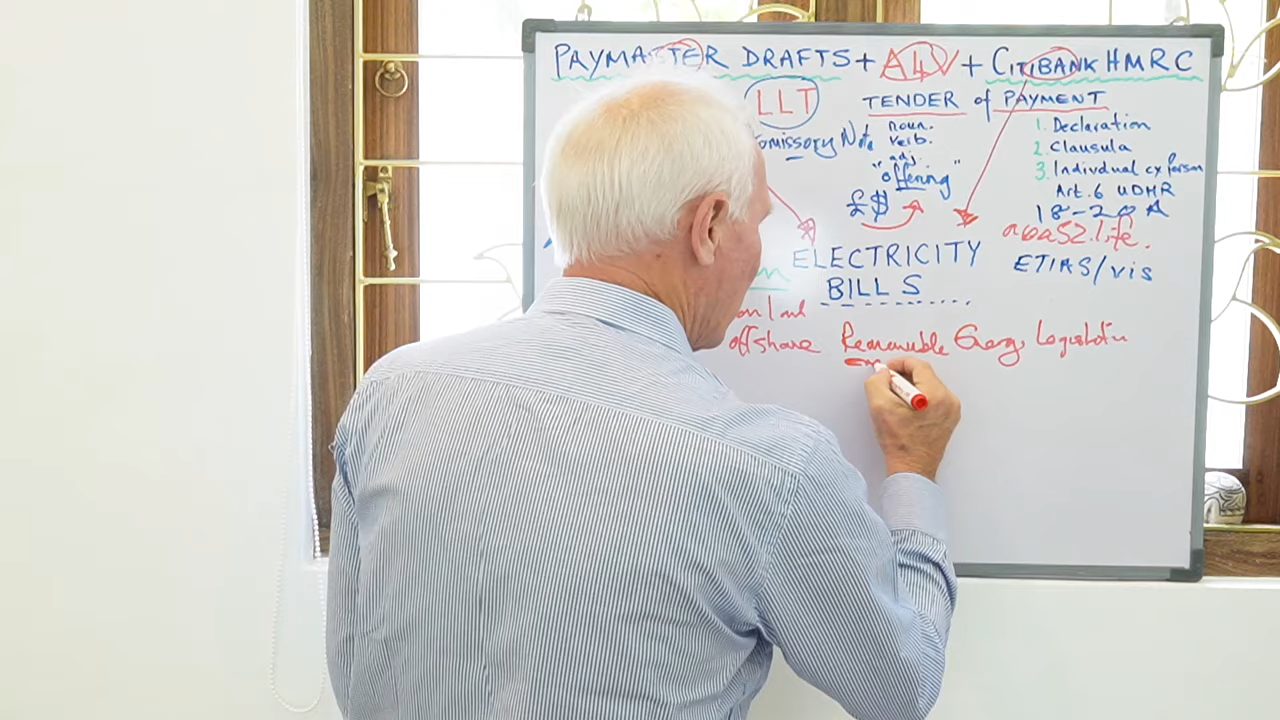 PAYMASTER DRAFTS + A4V + CITIBANK HMRC
LLT
omissory Note
TENDER of PAYMENT
noun.
verb.
adj.
"offering"
£$
1. Declaration
2. Clausula
3. Individual ex person
Art. 6 UDHR
18-20 A
ETIAS/vis
ELECTRICITY
BILLS
offshore Renewable Energy Legislation